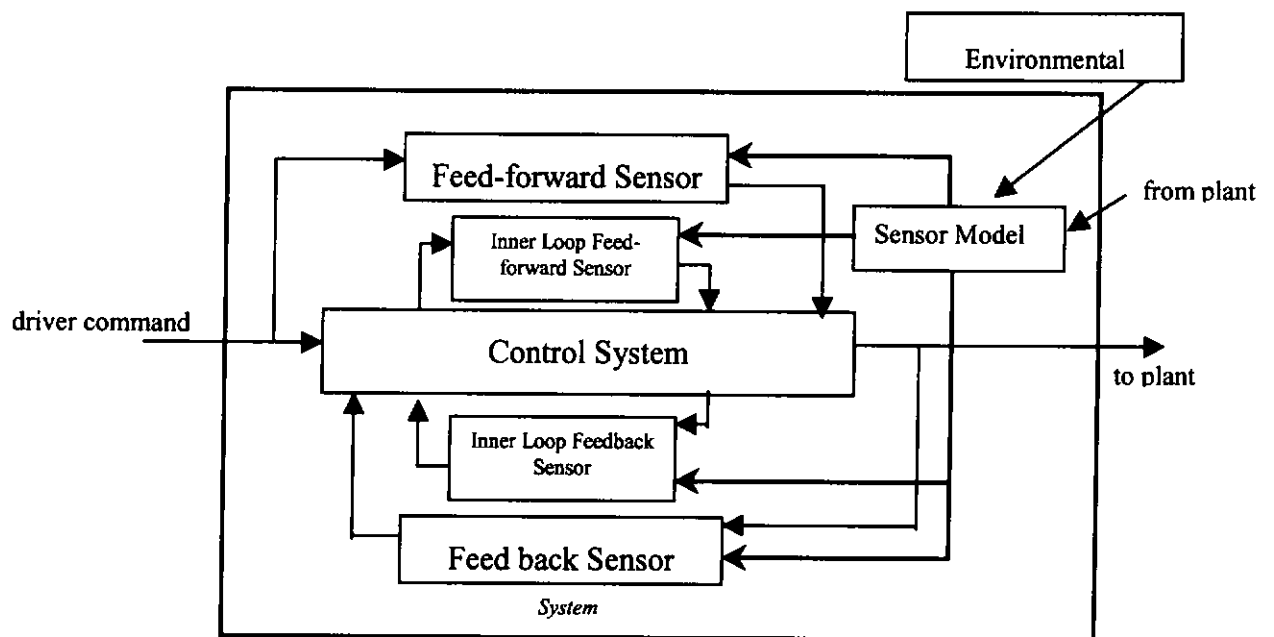 Environmental
Feed-forward Sensor
from plant
Inner Loop Feed-
forward Sensor
Sensor Model
driver command
Control System
to plant
Inner Loop Feedback
Sensor
Feed back Sensor
System